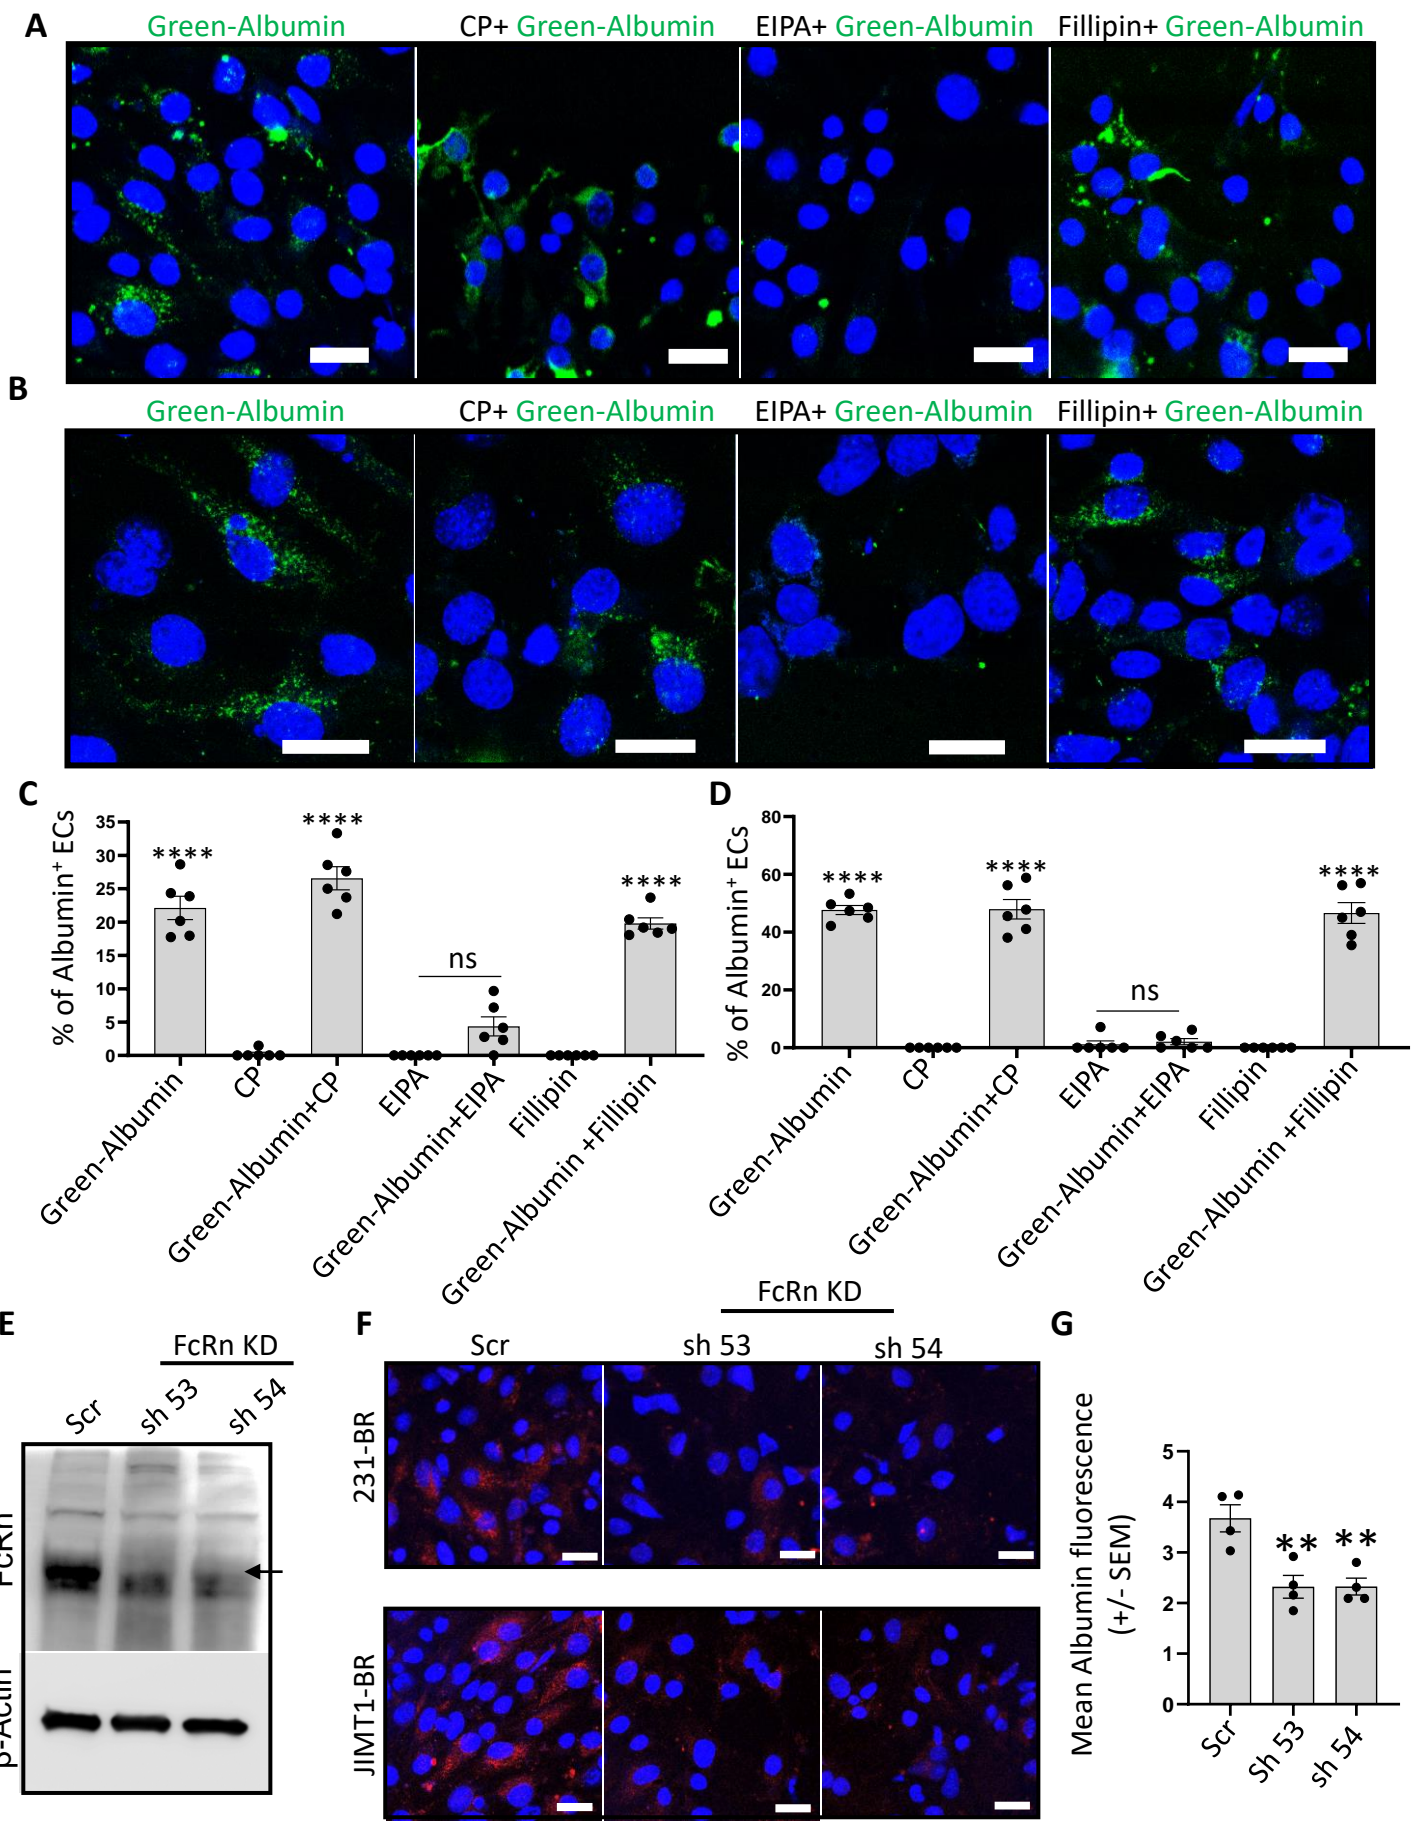 A
Green-Albumin
CP+ Green-Albumin
EIPA+ Green-Albumin
Fillipin+ Green-Albumin
B
Green-Albumin
CP+ Green-Albumin
EIPA+ Green-Albumin
Fillipin+ Green-Albumin
C
% of Albumin+ ECs
35
30
25
20
15
10
5
0
****
****
ns
****
Green-Albumin
CP
Green-Albumin+CP
EIPA
Green-Albumin+EIPA
Fillipin
Green-Albumin +Fillipin
D
% of Albumin+ ECs
80
60
40
20
0
****
****
ns
****
Green-Albumin
CP
Green-Albumin+CP
EIPA
Green-Albumin+EIPA
Fillipin
Green-Albumin +Fillipin
E
FcRn KD
Scr
sh 53
sh 54
FcRn
β-Actin
F
FcRn KD
Scr
sh 53
sh 54
231-BR
JIMT1-BR
G
Mean Albumin fluorescence
(+/- SEM)
5
4
3
2
1
0
**
**
Scr
Sh 53
sh 54